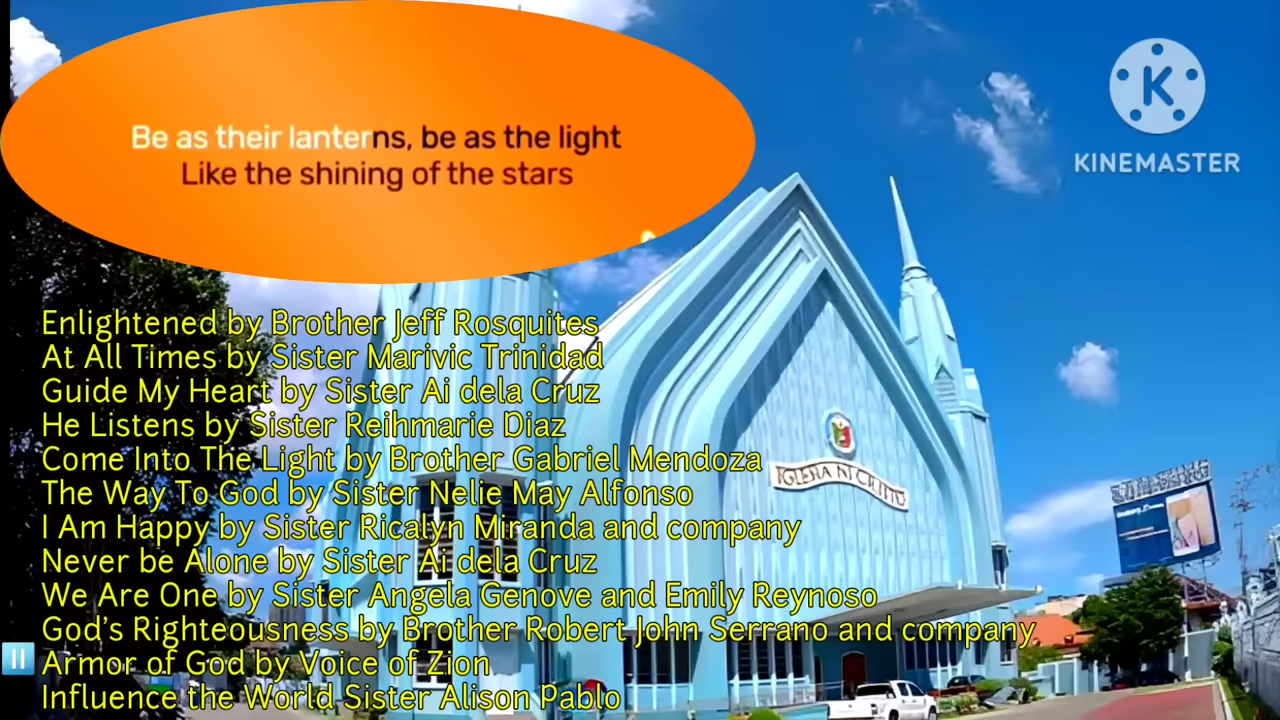 Be as their lanterns, be as the light
Like the shining of the stars
KINEMASTER
Enlightened by Brother Jeff Rosquites
At All Times by Sister Marivic Trinidad
Guide My Heart by Sister Ai dela Cruz
He Listens by Sister Reihmarie Diaz
Come Into The Light by Brother Gabriel Mendoza
IGLESIA NI CRISTO
The Way To God by Sister Nelie May Alfonso
I Am Happy by Sister Ricalyn Miranda and company
Never be Alone by Sister Ai dela Cruz
We Are One by Sister Angela Genove and Emily Reynoso
God's Righteousness by Brother Robert John Serrano and company
Armor of God by Voice of Zion
Influence the World Sister Alison Pablo